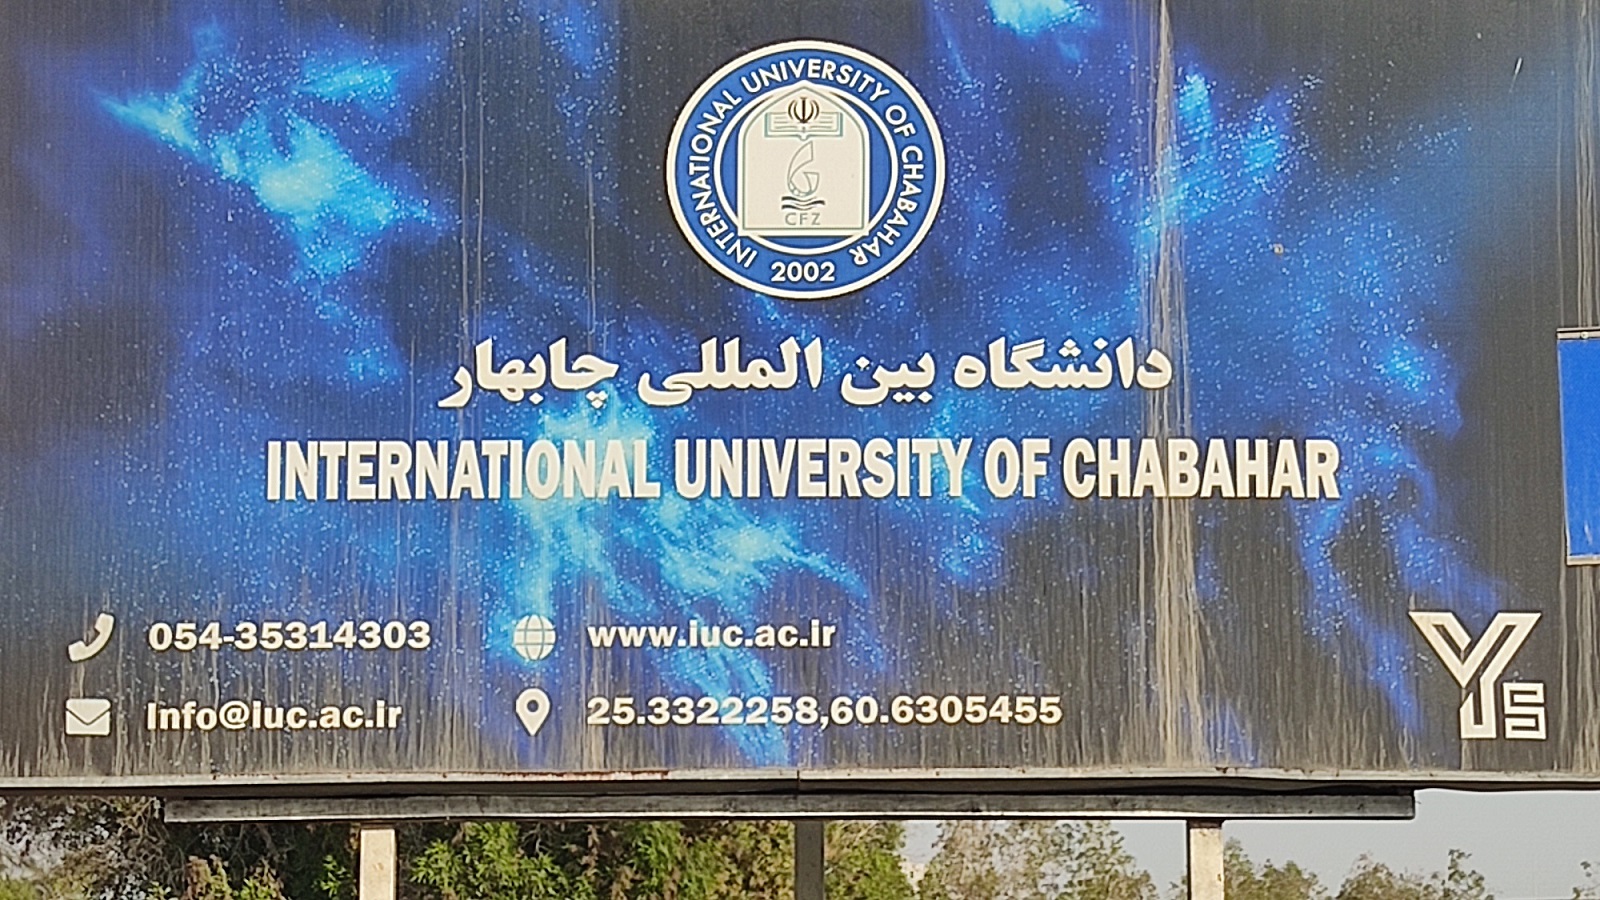 INTERNATIONAL UNIVERSITY OF CHABAHAR
CFZ
2002
دانشگاه بین المللی چابهار
INTERNATIONAL UNIVERSITY OF CHABAHAR
054-35314303
www.iuc.ac.ir
Info@iuc.ac.ir
25.3322258,60.6305455
Ys